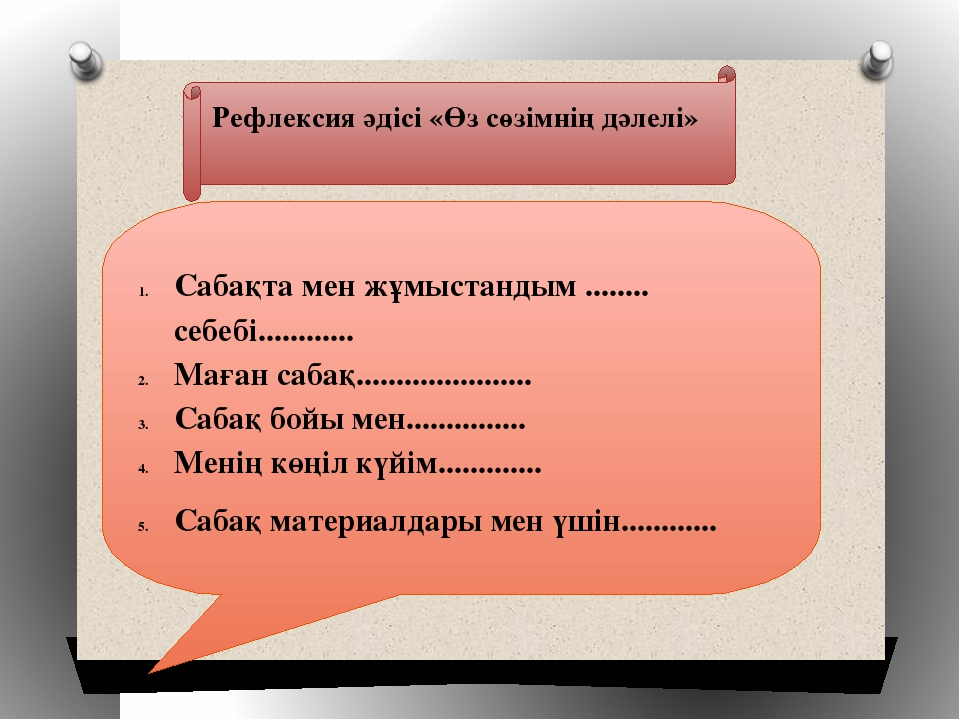 Рефлексия әдісі «Өз сөзімнің дәлелі»
1. Сабақта мен жұмыстандым ........
себебі............
2. Маған сабақ......................
3. Сабақ бойы мен...............
4. Менің көңіл күйім.............
5. Сабақ материалдары мен үшін............